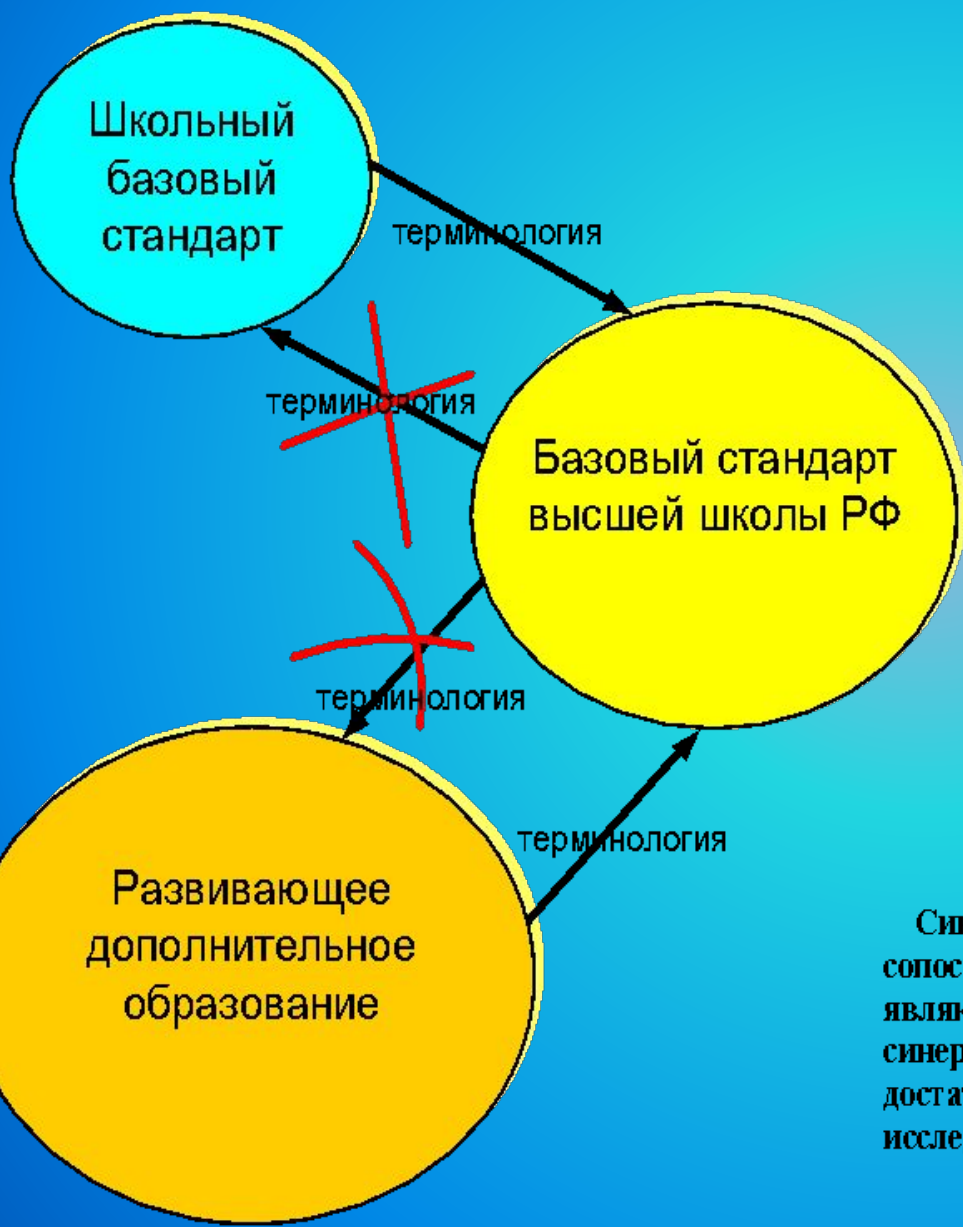 Школьный
базовый
стандарт
терминология
терминология
Базовый стандарт
высшей школы РФ
терминология
терминология
Развивающее
дополнительное
образование